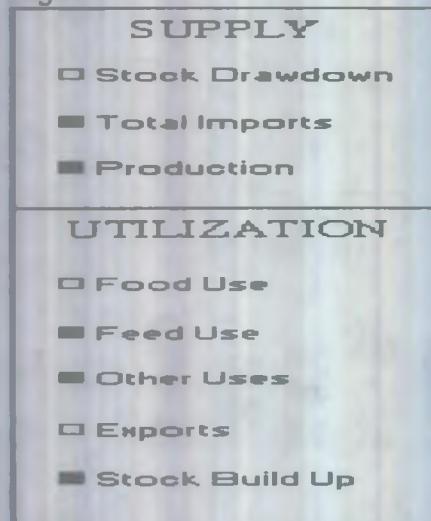 SUPPLY
Stock Drawdown
Total Imports
Production
UTILIZATION
Food Use
Feed Use
Other Uses
Exports
Stock Build Up